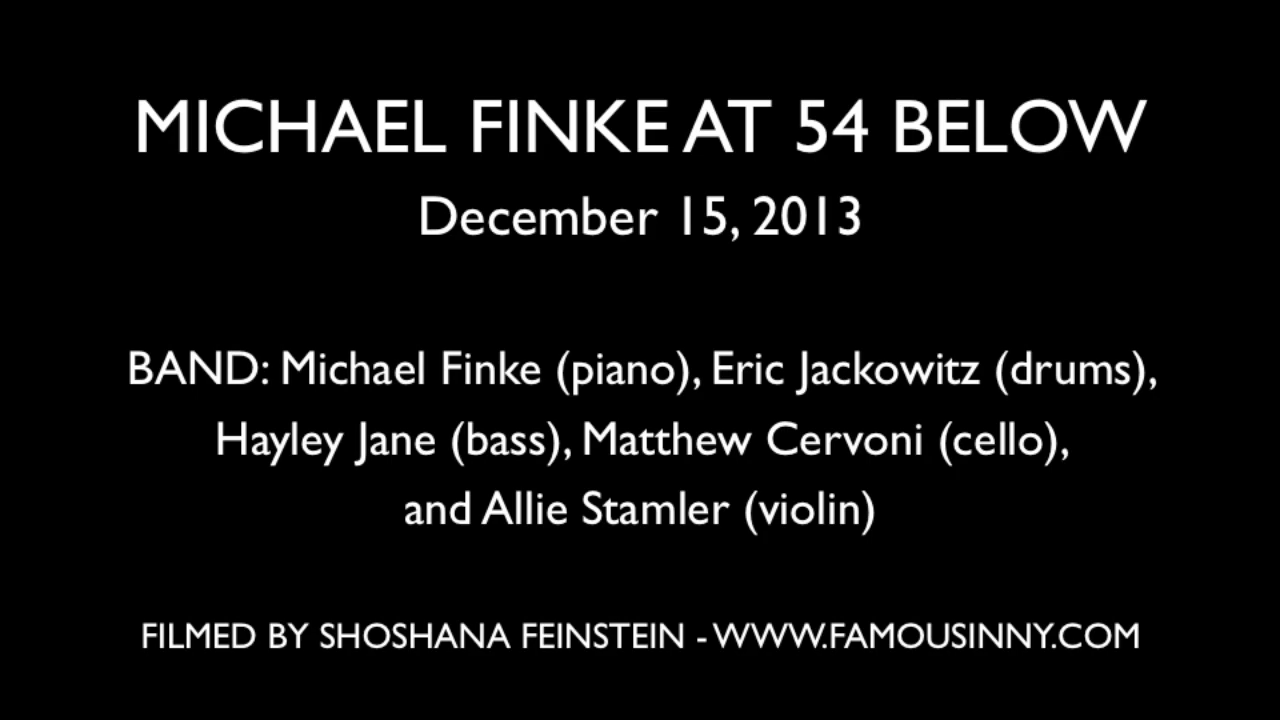 MICHAEL FINKE AT 54 BELOW
December 15, 2013
BAND: Michael Finke (piano), Eric Jackowitz (drums),
Hayley Jane (bass), Matthew Cervoni (cello),
and Allie Stamler (violin)
FILMED BY SHOSHANA FEINSTEIN - WWW.FAMOUSINNY.COM